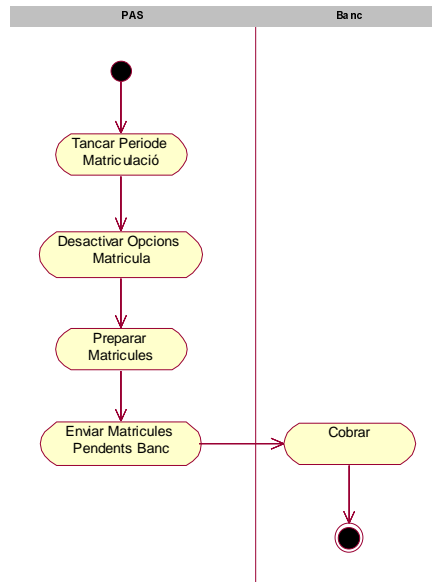 PAS
Banc
Tancar Periode
Matriculació
Desactivar Opcions
Matricula
Preparar
Matricules
Enviar Matricules
Pendents Banc
Cobrar